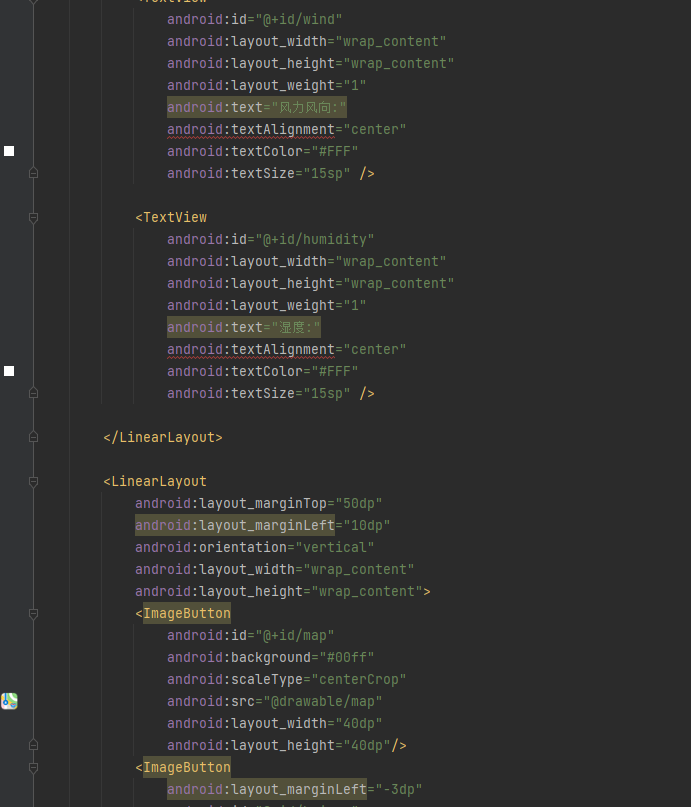 <TextView
android:id="@+id/wind"
android:layout_width="wrap_content"
android:layout_height="wrap_content"
android:layout_weight="1"
android:text="风力风向:"
android:textAlignment="center"
android:textColor="#FFF"
android:textSize="15sp" />
<TextView
android:id="@+id/humidity"
android:layout_width="wrap_content"
android:layout_height="wrap_content"
android:layout_weight="1"
android:text="湿度:"
android:textAlignment="center"
android:textColor="#FFF"
android:textSize="15sp" />
</LinearLayout>
<LinearLayout
android:layout_marginTop="50dp"
android:layout_marginLeft="10dp"
android:orientation="vertical"
android:layout_width="wrap_content"
android:layout_height="wrap_content">
<ImageButton
android:id="@+id/map"
android:background="#00ff"
android:scaleType="centerCrop"
android:src="@drawable/map"
android:layout_width="40dp"
android:layout_height="40dp"/>
<ImageButton
android:layout_marginLeft="-3dp"